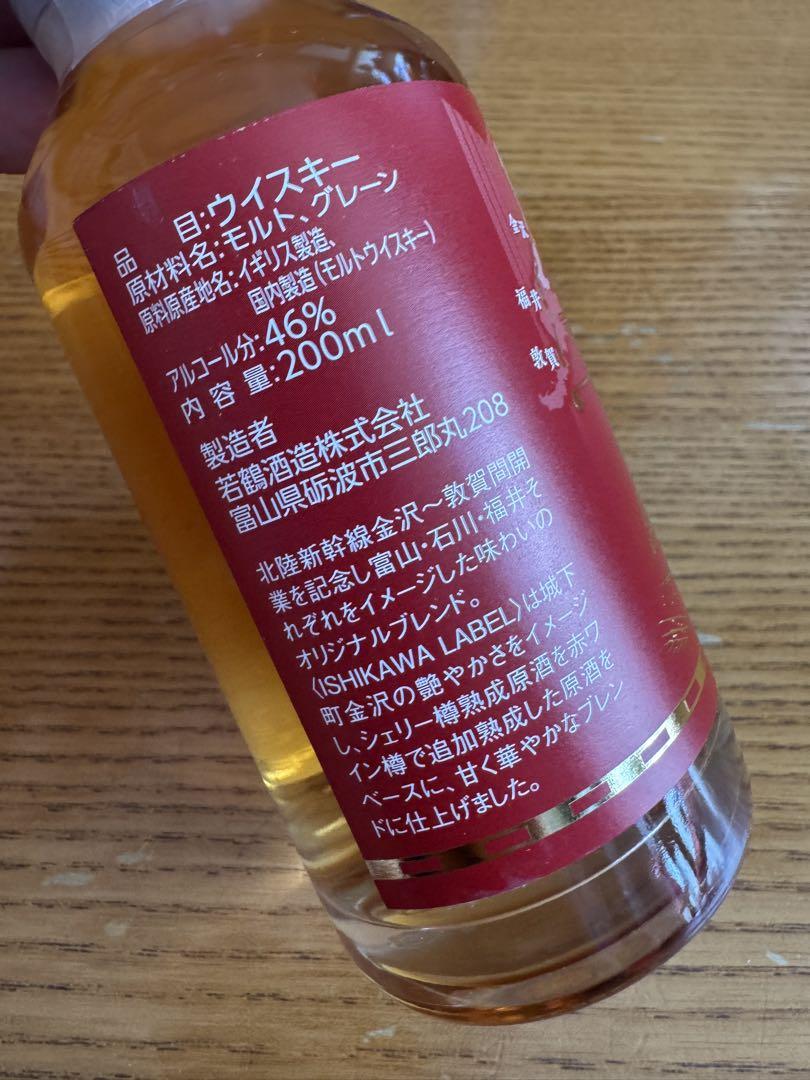 品目:ウイスキー
原材料名:モルト、グレーン
原料原産地名:イギリス製造、
国内製造(モルトウイスキー)
アルコール分:46%
内容量:200ml
製造者
若鶴酒造株式会社
富山県砺波市三郎丸208
北陸新幹線金沢～敦賀間開
業を記念し富山・石川・福井そ
れぞれをイメージした味わいの
オリジナルブレンド。
〈ISHIKAWA LABEL〉は城下
町金沢の艶やかさをイメージ
し、シェリー樽熟成原酒を赤ワ
イン樽で追加熟成した原酒を
ベースに、甘く華やかなブレン
ドに仕上げました。
金沢
福井
敦賀